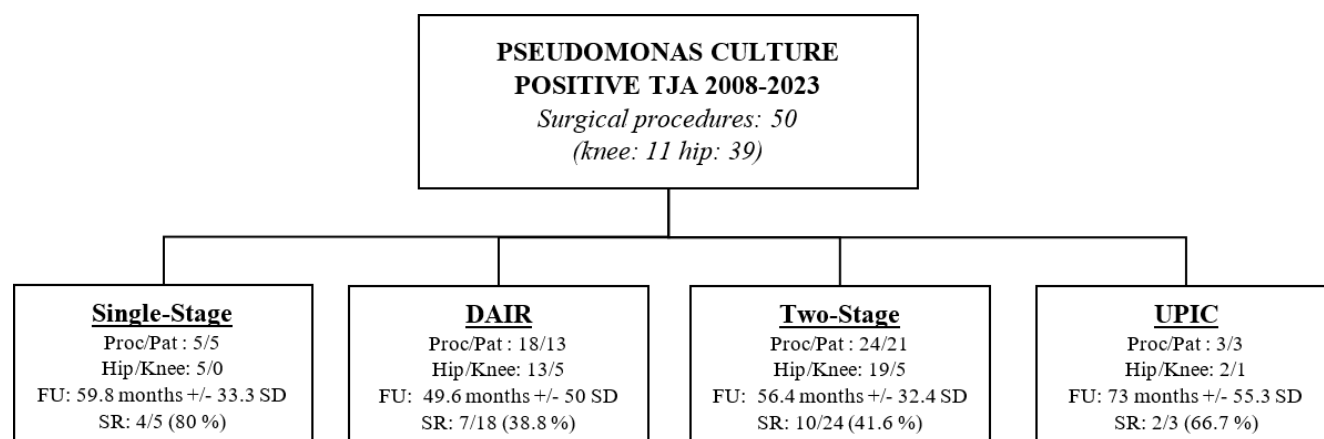 PSEUDOMONAS CULTURE
POSITIVE TJA 2008-2023
Surgical procedures: 50
(knee: 11 hip: 39)
Single-Stage
Proc/Pat : 5/5
Hip/Knee: 5/0
FU: 59.8 months +/- 33.3 SD
SR: 4/5 (80 %)
DAIR
Proc/Pat : 18/13
Hip/Knee: 13/5
FU: 49.6 months +/- 50 SD
SR: 7/18 (38.8 %)
Two-Stage
Proc/Pat : 24/21
Hip/Knee: 19/5
FU: 56.4 months +/- 32.4 SD
SR: 10/24 (41.6 %)
UPIC
Proc/Pat : 3/3
Hip/Knee: 2/1
FU: 73 months +/- 55.3 SD
SR: 2/3 (66.7 %)